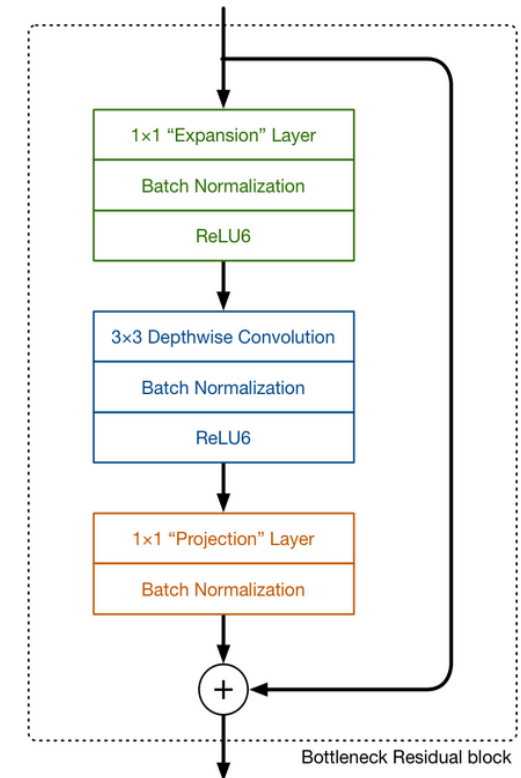 1×1 “Expansion” Layer
Batch Normalization
ReLU6
3×3 Depthwise Convolution
Batch Normalization
ReLU6
1×1 “Projection” Layer
Batch Normalization
+
Bottleneck Residual block